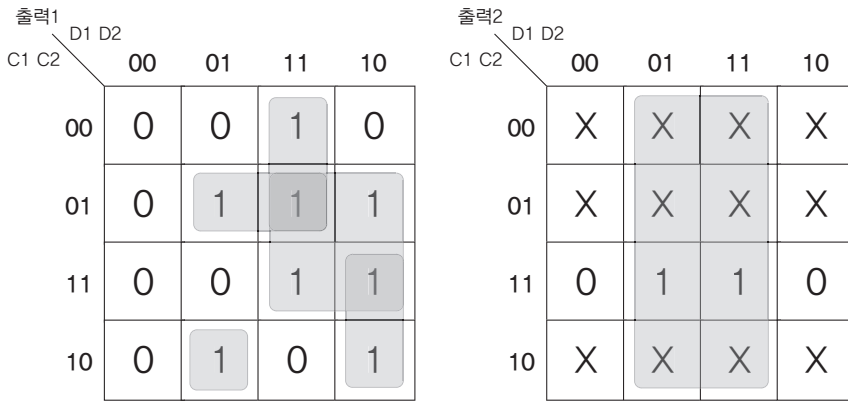 출력1
D1 D2
C1 C2
00 01 11 10
00 0 0 1 0
01 0 1 1 1
11 0 0 1 1
10 0 1 0 1
출력2
D1 D2
C1 C2
00 01 11 10
00 X X X X
01 X X X X
11 0 1 1 0
10 X X X X